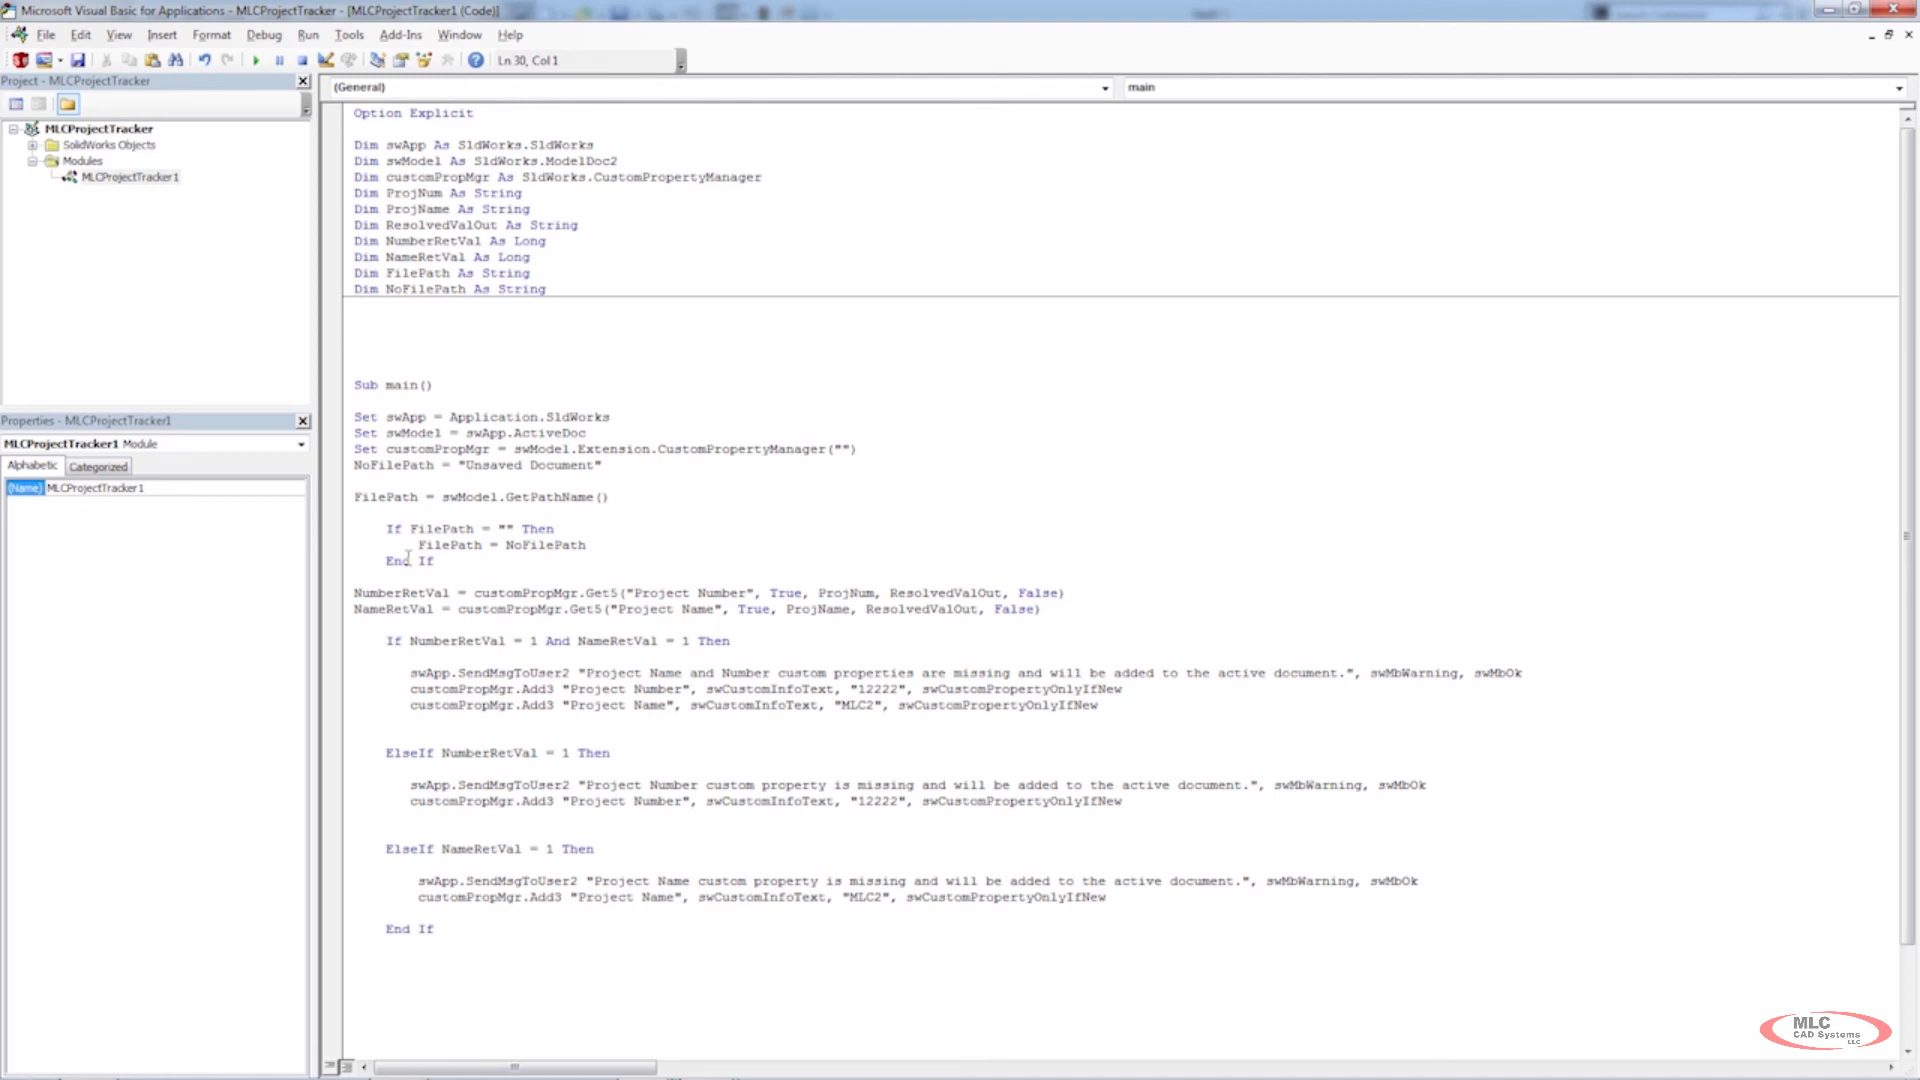 Microsoft Visual Basic for Applications - MLCProjectTracker - [MLCProjectTracker1 (Code)]
File Edit View Insert Format Debug Run Tools Add-Ins Window Help
Ln 30, Col 1
Project - MLCProjectTracker
(General)
main
MLCProjectTracker
SolidWorks Objects
Modules
MLCProjectTracker1
Properties - MLCProjectTracker1
MLCProjectTracker1 Module
Alphabetic Categorized
(Name) MLCProjectTracker1
Option Explicit
Dim swApp As SldWorks.SldWorks
Dim swModel As SldWorks.ModelDoc2
Dim customPropMgr As SldWorks.CustomPropertyManager
Dim ProjNum As String
Dim ProjName As String
Dim ResolvedValOut As String
Dim NumberRetVal As Long
Dim NameRetVal As Long
Dim FilePath As String
Dim NoFilePath As String
Sub main()
Set swApp = Application.SldWorks
Set swModel = swApp.ActiveDoc
Set customPropMgr = swModel.Extension.CustomPropertyManager("")
NoFilePath = "Unsaved Document"
FilePath = swModel.GetPathName()
If FilePath = "" Then
FilePath = NoFilePath
End If
NumberRetVal = customPropMgr.Get5("Project Number", True, ProjNum, ResolvedValOut, False)
NameRetVal = customPropMgr.Get5("Project Name", True, ProjName, ResolvedValOut, False)
If NumberRetVal = 1 And NameRetVal = 1 Then
swApp.SendMsgToUser2 "Project Name and Number custom properties are missing and will be added to the active document.", swMbWarning, swMbOk
customPropMgr.Add3 "Project Number", swCustomInfoText, "12222", swCustomPropertyOnlyIfNew
customPropMgr.Add3 "Project Name", swCustomInfoText, "MLC2", swCustomPropertyOnlyIfNew
ElseIf NumberRetVal = 1 Then
swApp.SendMsgToUser2 "Project Number custom property is missing and will be added to the active document.", swMbWarning, swMbOk
customPropMgr.Add3 "Project Number", swCustomInfoText, "12222", swCustomPropertyOnlyIfNew
ElseIf NameRetVal = 1 Then
swApp.SendMsgToUser2 "Project Name custom property is missing and will be added to the active document.", swMbWarning, swMbOk
customPropMgr.Add3 "Project Name", swCustomInfoText, "MLC2", swCustomPropertyOnlyIfNew
End If
MLC
CAD Systems
LLC